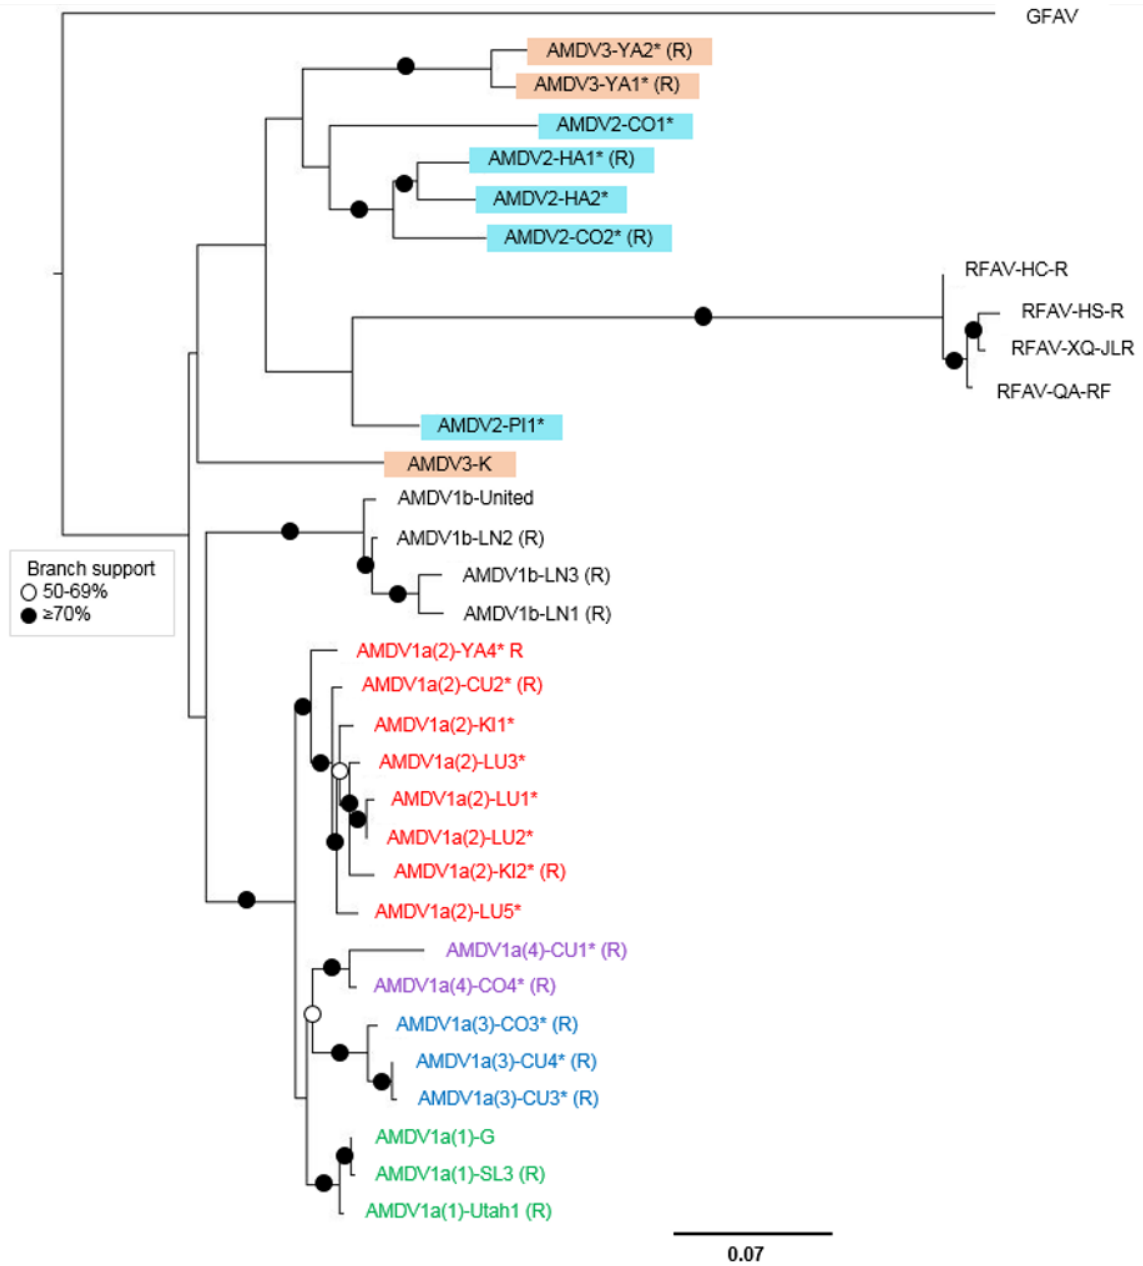 GFAV
AMDV3-YA2* (R)
AMDV3-YA1* (R)
AMDV2-CO1*
AMDV2-HA1* (R)
AMDV2-HA2*
AMDV2-CO2* (R)
RFAV-HC-R
RFAV-HS-R
RFAV-XQ-JLR
RFAV-QA-RF
AMDV2-PI1*
AMDV3-K
AMDV1b-United
AMDV1b-LN2 (R)
AMDV1b-LN3 (R)
AMDV1b-LN1 (R)
Branch support
50-69%
≥70%
AMDV1a(2)-YA4* R
AMDV1a(2)-CU2* (R)
AMDV1a(2)-KI1*
AMDV1a(2)-LU3*
AMDV1a(2)-LU1*
AMDV1a(2)-LU2*
AMDV1a(2)-KI2* (R)
AMDV1a(2)-LU5*
AMDV1a(4)-CU1* (R)
AMDV1a(4)-CO4* (R)
AMDV1a(3)-CO3* (R)
AMDV1a(3)-CU4* (R)
AMDV1a(3)-CU3* (R)
AMDV1a(1)-G
AMDV1a(1)-SL3 (R)
AMDV1a(1)-Utah1 (R)
0.07